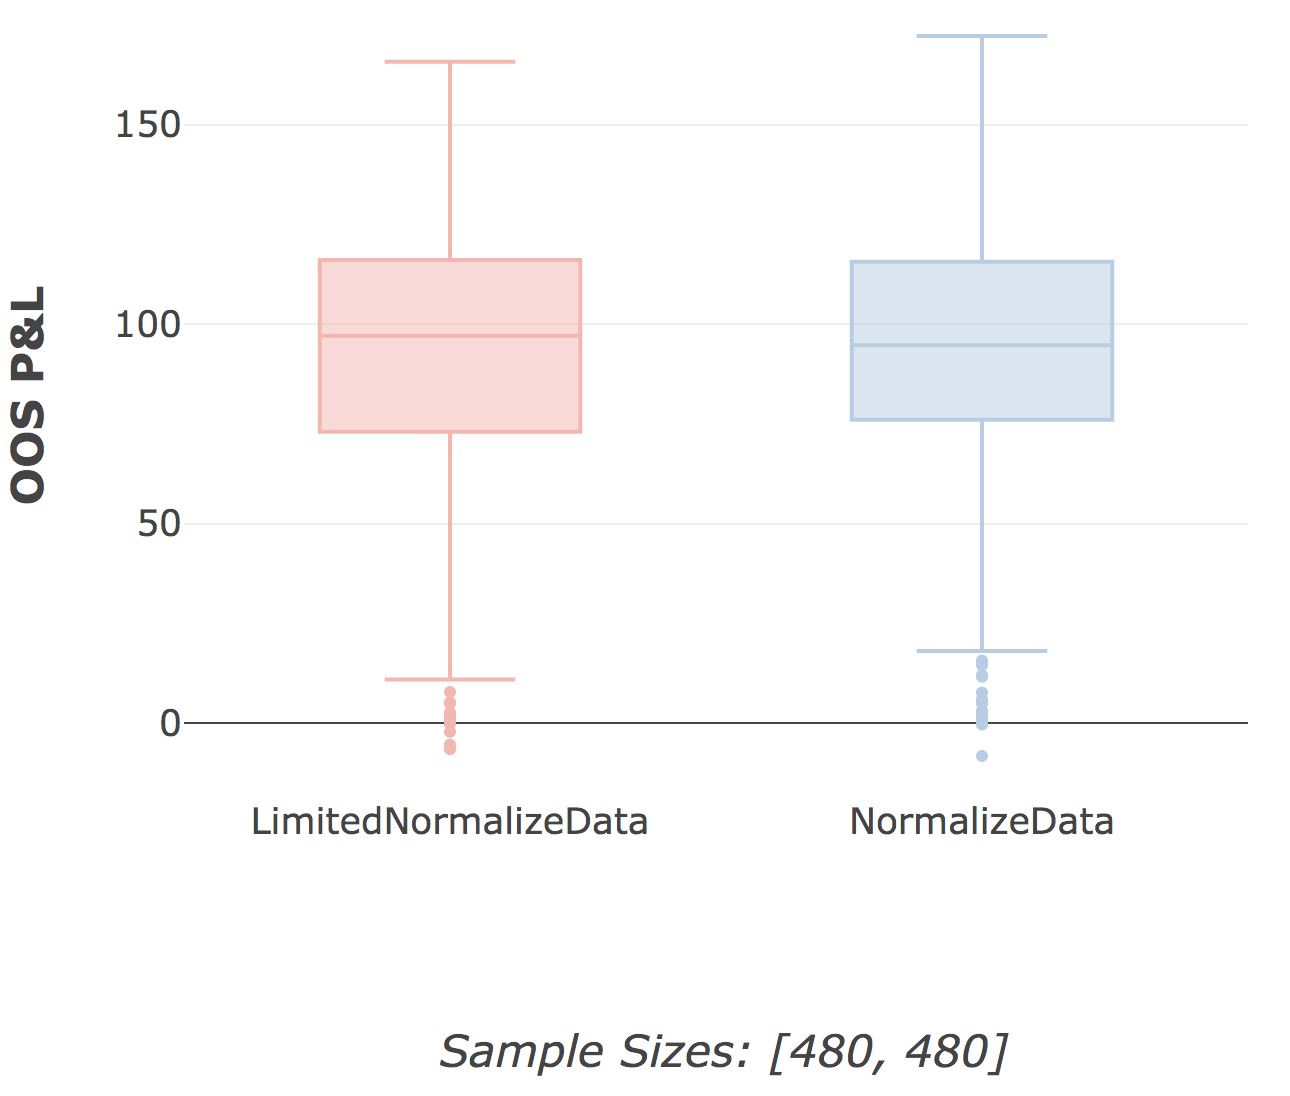 OOS P&L
150
100
50
0
LimitedNormalizeData
NormalizeData
Sample Sizes: [480, 480]